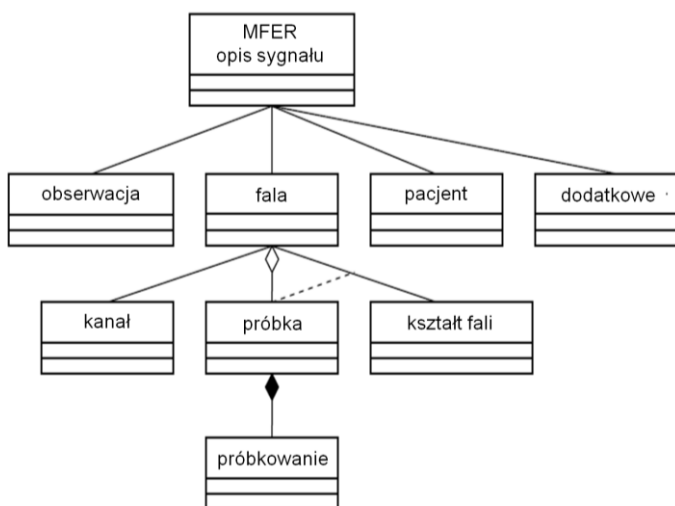 MFER
opis sygnału
obserwacja
fala
pacjent
dodatkowe
kanał
próbka
kształt fali
próbkowanie